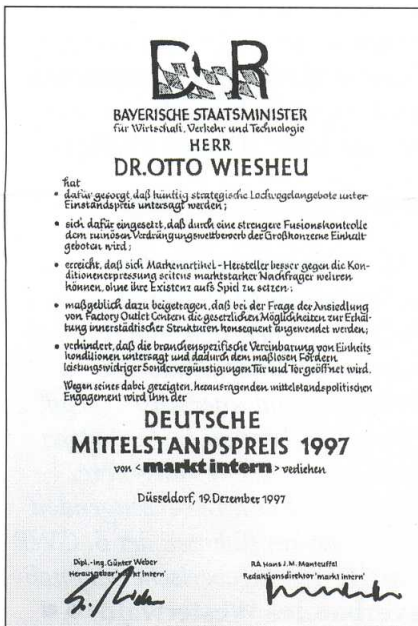 DER
BAYERISCHE STAATSMINISTER
für Wirtschaft, Verkehr und Technologie
HERR
DR. OTTO WIESHEU
hat
• dafür gesorgt, daß künftig strategische Lockvogelangebote unter
Einstandspreis untersagt werden;
• sich dafür eingesetzt, daß durch eine strengere Fusionskontrolle
dem ruinösen Verdrängungswettbewerb der Großkonzerne Einhalt
geboten wird;
• erreicht, daß sich Markenartikel-Hersteller besser gegen die Kon-
ditionenerpressung seitens marktstarker Nachfrager wehren
können, ohne ihre Existenz aufs Spiel zu setzen;
• maßgeblich dazu beigetragen, daß bei der Frage der Ansiedlung
von Factory Outlet Centern die gesetzlichen Möglichkeiten zur Erhal-
tung innerstädtischer Strukturen konsequent angewendet werden;
• verhindert, daß die branchenspezifische Vereinbarung von Einheits
konditionen untersagt und dadurch dem maßlosen Fordern
leistungswidriger Sondervergünstigungen Tür und Tor geöffnet wird.
Wegen seines dabei gezeigten, herausragenden mittelstandspolitischen
Engagement wird ihm der
DEUTSCHE
MITTELSTANDSPREIS 1997
von <markt intern> verliehen
Düsseldorf, 19. Dezember 1997
Dipl.-Ing. Günter Weber
Herausgeber 'markt intern'
RA Hans J.M. Manteuffel
Redaktionsdirektor 'markt intern'